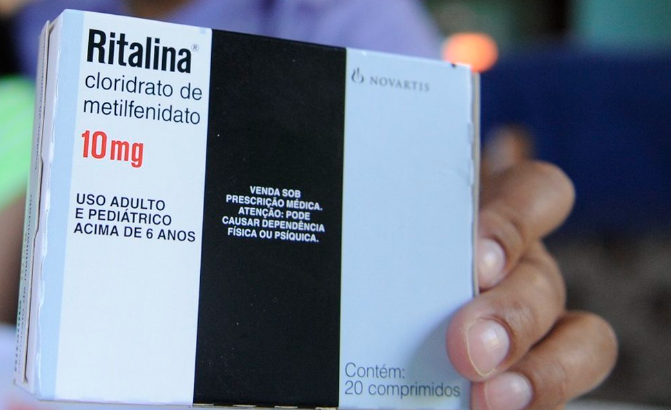 Ritalina®
cloridrato de
metilfenidato
10mg
USO ADULTO
E PEDIÁTRICO
ACIMA DE 6 ANOS
VENDA SOB
PRESCRIÇÃO MÉDICA.
ATENÇÃO: PODE
CAUSAR DEPENDÊNCIA
FÍSICA OU PSÍQUICA.
NOVARTIS
Contém:
20 comprimidos